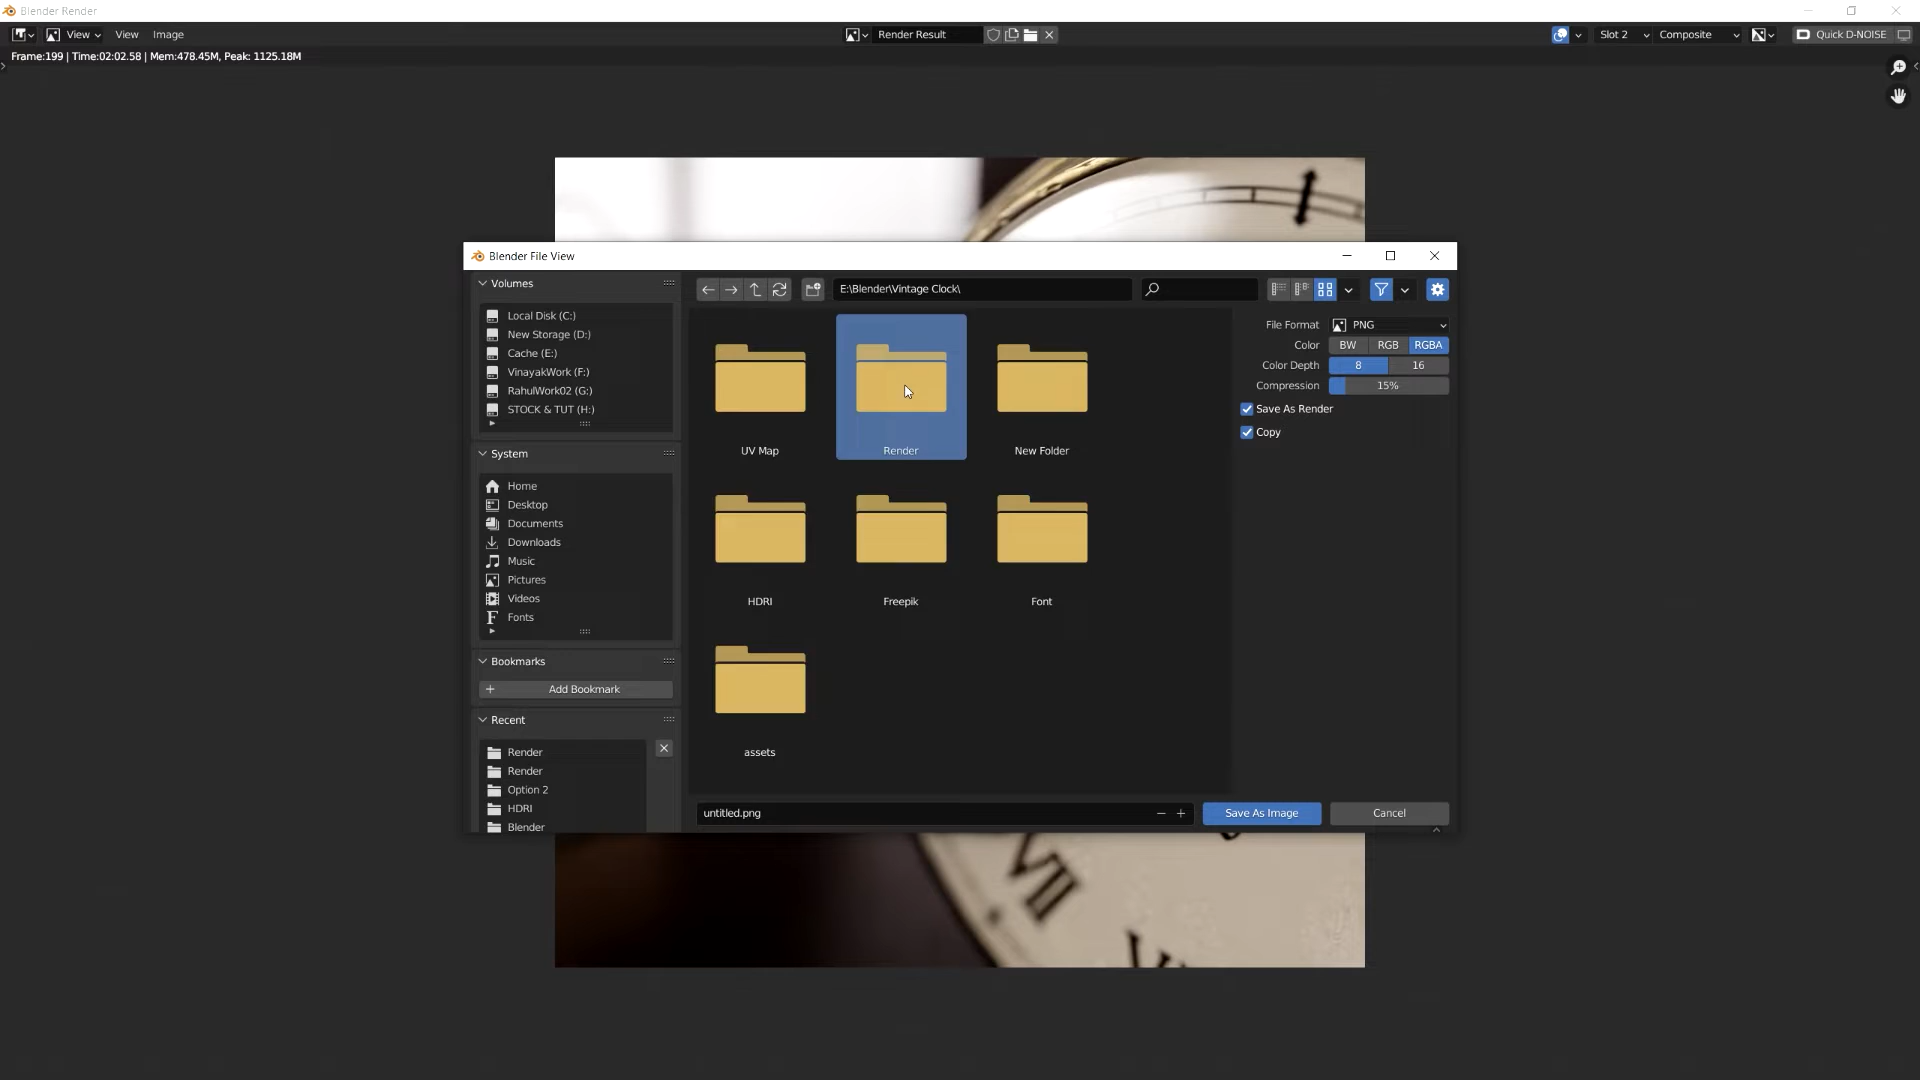 Blender Render
View
View
Image
Render Result
Slot 2
Composite
Quick D-NOISE
Frame:199 | Time:02:02.58 | Mem:478.45M, Peak: 1125.18M
Blender File View
Volumes
Local Disk (C:)
New Storage (D:)
Cache (E:)
VinayakWork (F:)
RahulWork02 (G:)
STOCK & TUT (H:)
System
Home
Desktop
Documents
Downloads
Music
Pictures
Videos
Fonts
Bookmarks
Add Bookmark
Recent
Render
Render
Option 2
HDRI
Blender
E:\Blender\Vintage Clock\
UV Map
Render
New Folder
HDRI
Freepik
Font
assets
File Format
PNG
Color
BW
RGB
RGBA
Color Depth
8
16
Compression
15%
Save As Render
Copy
untitled.png
Save As Image
Cancel
VII